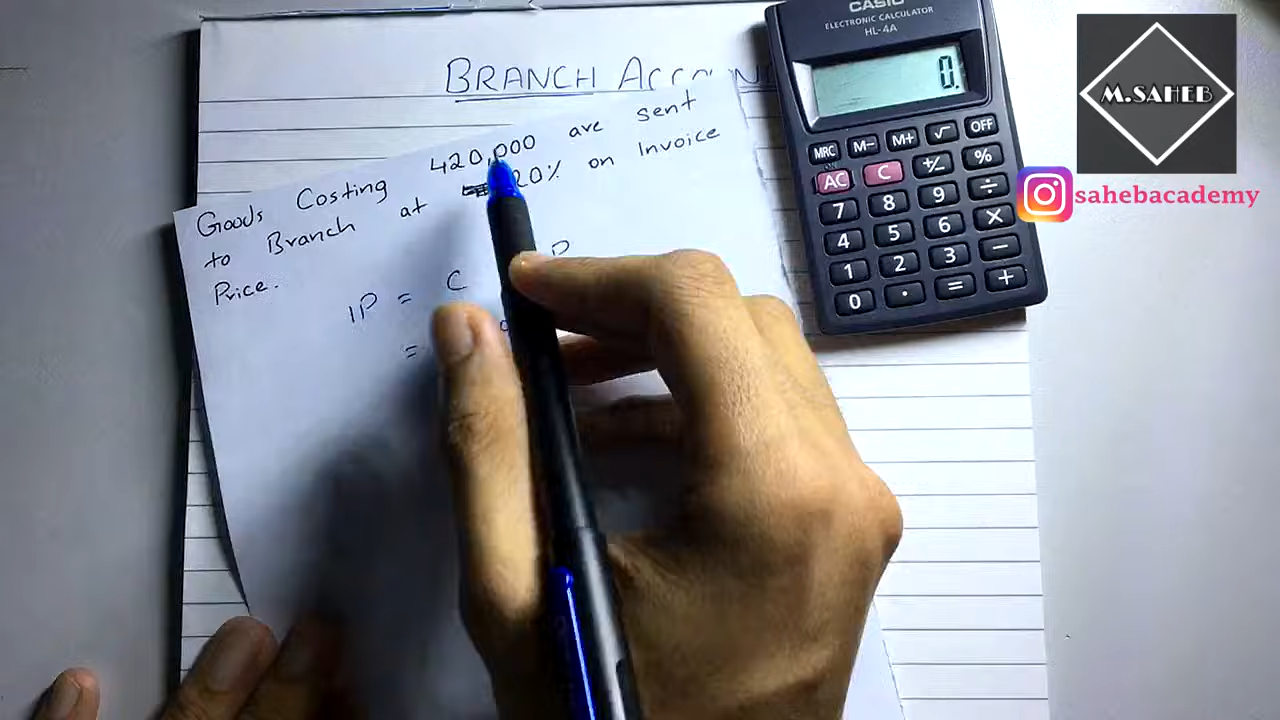 BRANCH ACCOUN
Goods Costing 420,000 are sent
to Branch at 20% on Invoice
Price.
IP = C P
=
CASIO
ELECTRONIC CALCULATOR
HL-4A
0.
MRC M− M+ √ OFF
AC C +/− %
7 8 9 ÷
4 5 6 ×
1 2 3 −
0 · = +
M.SAHEB
sahebacademy